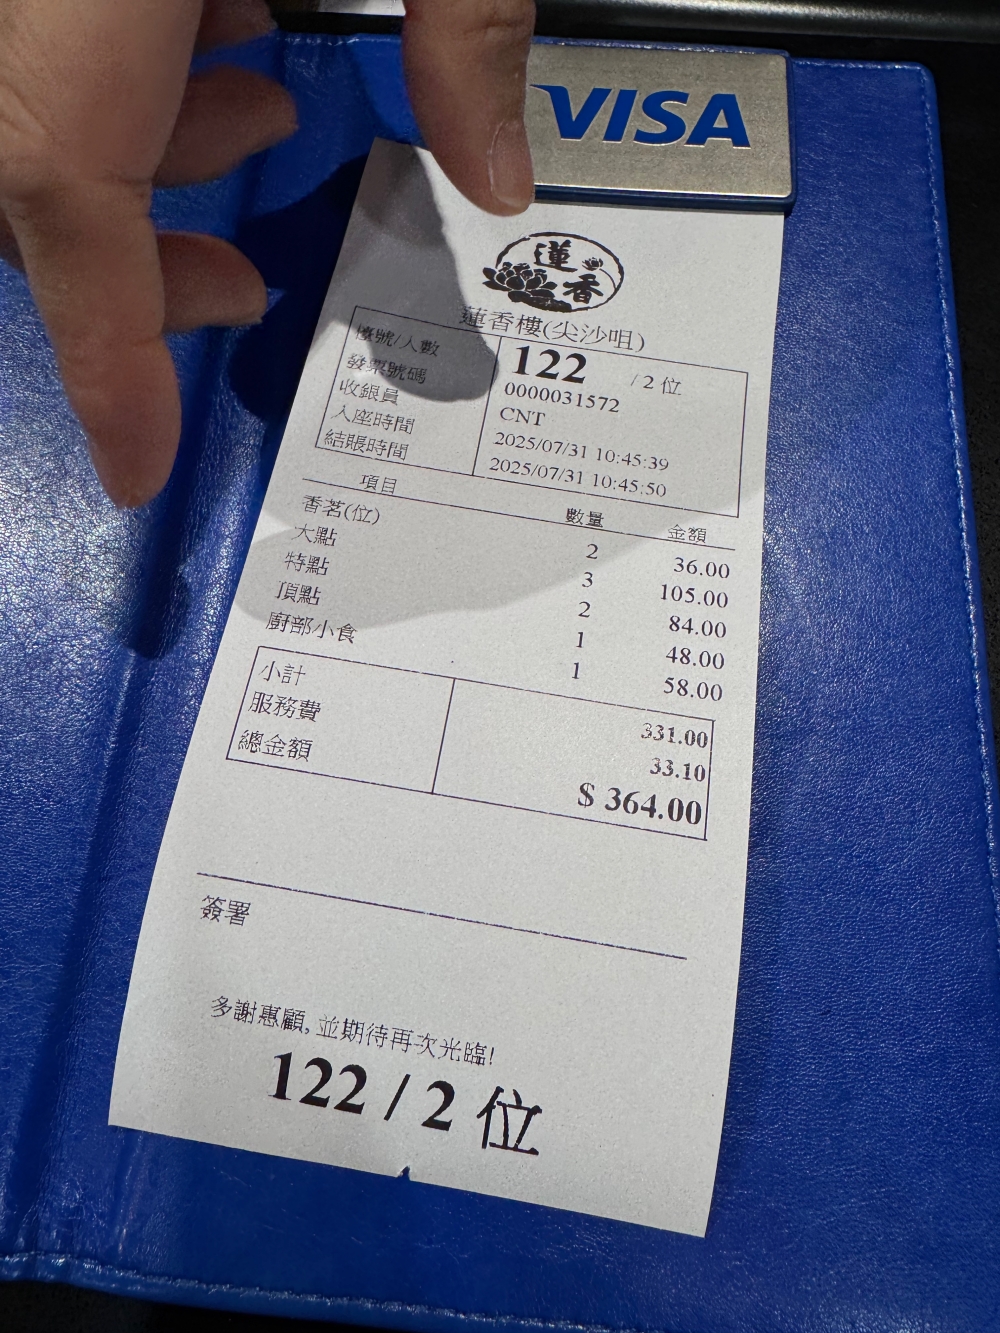 VISA
蓮香
蓮香樓(尖沙咀)
檯號/人數 122 / 2 位
發票號碼 0000031572
收銀員 CNT
入座時間 2025/07/31 10:45:39
結賬時間 2025/07/31 10:45:50
項目 數量 金額
香茗(位) 2 36.00
大點 3 105.00
特點 2 84.00
頂點 1 48.00
廚部小食 1 58.00
小計 331.00
服務費 33.10
總金額 $ 364.00
簽署
多謝惠顧, 並期待再次光臨!
122 / 2 位